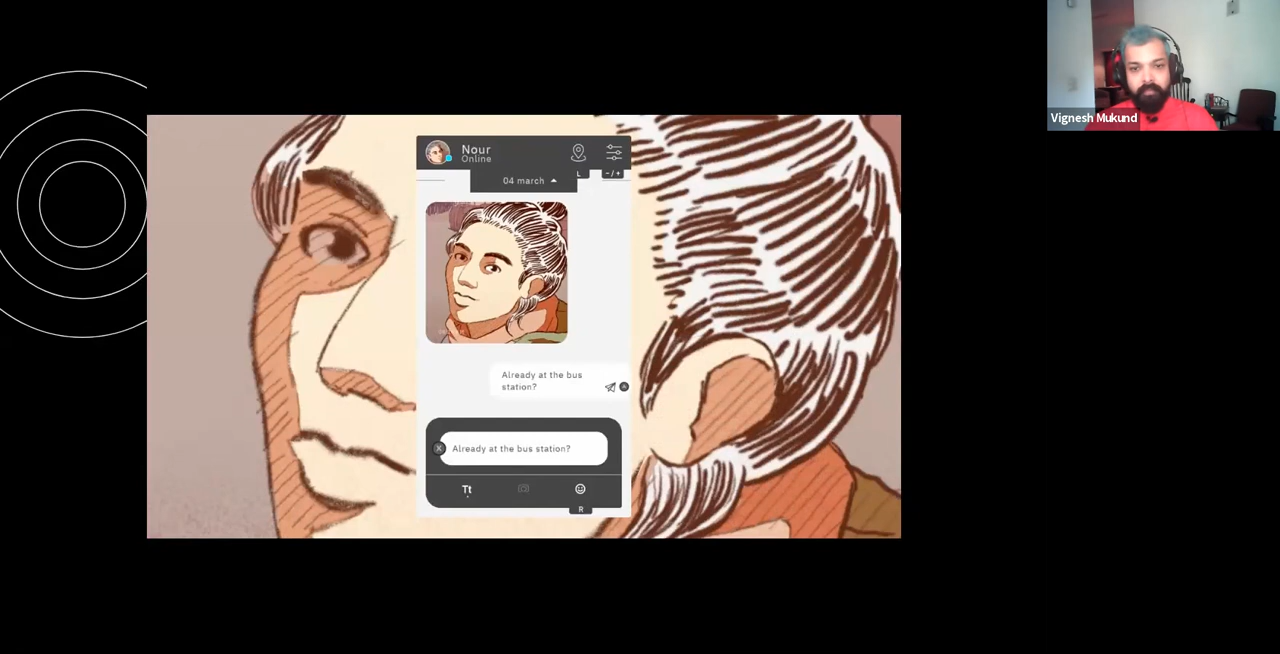 Vignesh Mukund
Nour
Online
L
- / +
04 march
Already at the bus
station?
Already at the bus station?
Tt
R